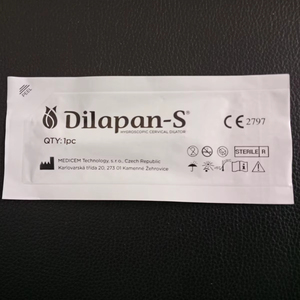 PEEL
Dilapan-S®
HYGROSCOPIC CERVICAL DILATOR
CE 2797
QTY: 1pc
MEDICEM Technology, s.r.o., Czech Republic
Karlovarská třída 20, 273 01 Kamenné Žehrovice
STERILE R